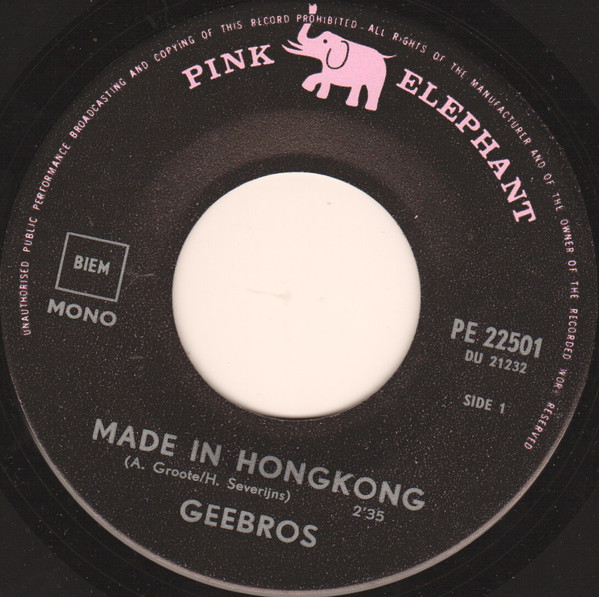 UNAUTHORISED PUBLIC PERFORMANCE BROADCASTING AND COPYING OF THIS RECORD PROHIBITED. ALL RIGHTS OF THE MANUFACTURER AND OF THE OWNER OF THE RECORDED WORK RESERVED
PINK ELEPHANT
BIEM
MONO
PE 22501
DU 21232
SIDE 1
MADE IN HONGKONG
(A. Groote/H. Severijns)
2'35
GEEBROS